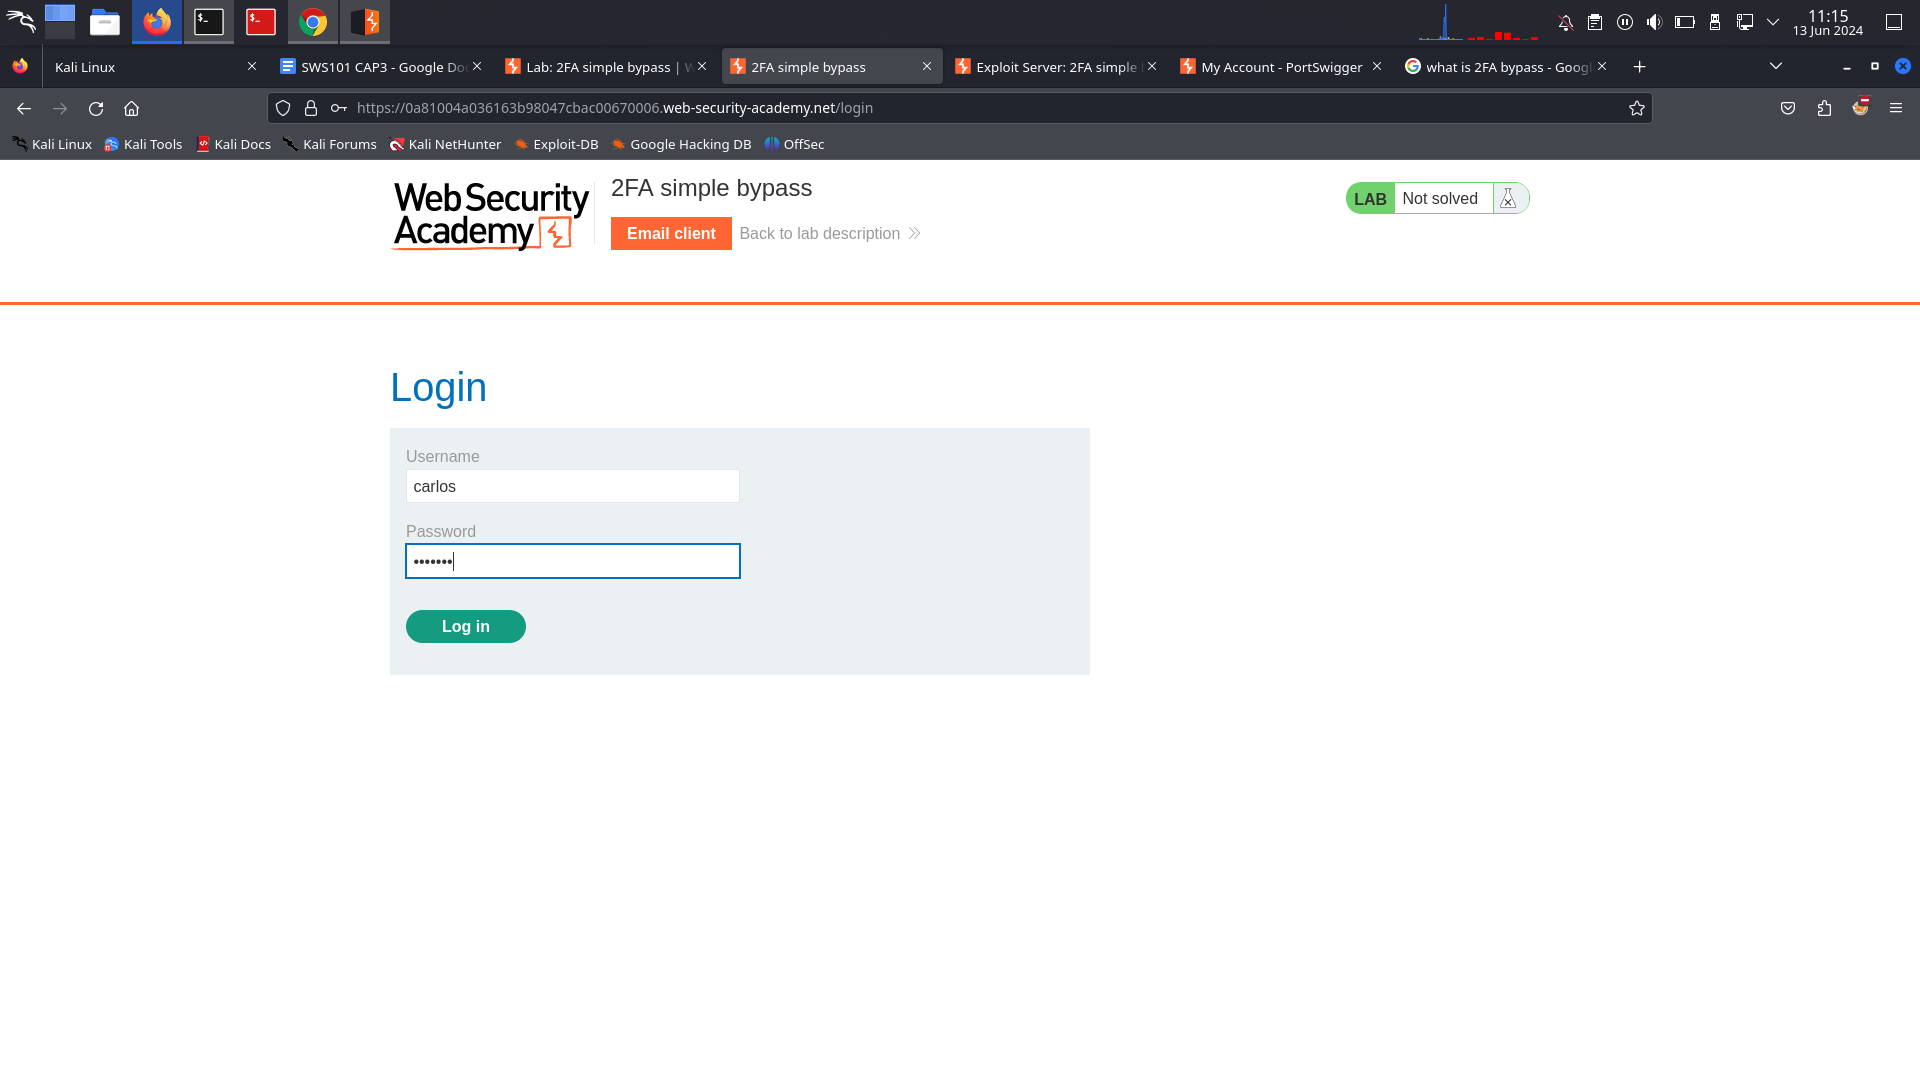 11:15
13 Jun 2024
Kali Linux
SWS101 CAP3 - Google Do
Lab: 2FA simple bypass | W
2FA simple bypass
Exploit Server: 2FA simple
My Account - PortSwigger
what is 2FA bypass - Googl
https://0a81004a036163b98047cbac00670006.web-security-academy.net/login
Kali Linux
Kali Tools
Kali Docs
Kali Forums
Kali NetHunter
Exploit-DB
Google Hacking DB
OffSec
Web Security
Academy
2FA simple bypass
Email client
Back to lab description
LAB
Not solved
Login
Username
carlos
Password
•••••••
Log in